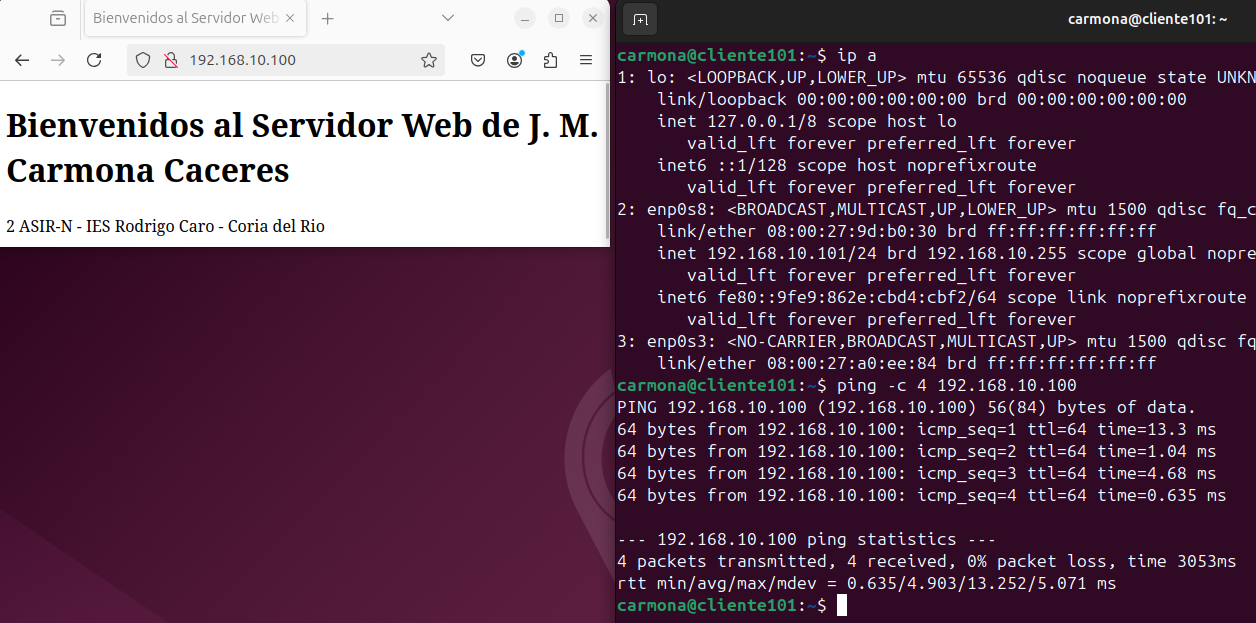 Bienvenidos al Servidor Web
192.168.10.100
Bienvenidos al Servidor Web de J. M.
Carmona Caceres
2 ASIR-N - IES Rodrigo Caro - Coria del Rio
carmona@cliente101: ~
carmona@cliente101:~$ ip a
1: lo: <LOOPBACK,UP,LOWER_UP> mtu 65536 qdisc noqueue state UNKN
link/loopback 00:00:00:00:00:00 brd 00:00:00:00:00:00
inet 127.0.0.1/8 scope host lo
valid_lft forever preferred_lft forever
inet6 ::1/128 scope host noprefixroute
valid_lft forever preferred_lft forever
2: enp0s8: <BROADCAST,MULTICAST,UP,LOWER_UP> mtu 1500 qdisc fq_c
link/ether 08:00:27:9d:b0:30 brd ff:ff:ff:ff:ff:ff
inet 192.168.10.101/24 brd 192.168.10.255 scope global nopre
valid_lft forever preferred_lft forever
inet6 fe80::9fe9:862e:cbd4:cbf2/64 scope link noprefixroute
valid_lft forever preferred_lft forever
3: enp0s3: <NO-CARRIER,BROADCAST,MULTICAST,UP> mtu 1500 qdisc fq
link/ether 08:00:27:a0:ee:84 brd ff:ff:ff:ff:ff:ff
carmona@cliente101:~$ ping -c 4 192.168.10.100
PING 192.168.10.100 (192.168.10.100) 56(84) bytes of data.
64 bytes from 192.168.10.100: icmp_seq=1 ttl=64 time=13.3 ms
64 bytes from 192.168.10.100: icmp_seq=2 ttl=64 time=1.04 ms
64 bytes from 192.168.10.100: icmp_seq=3 ttl=64 time=4.68 ms
64 bytes from 192.168.10.100: icmp_seq=4 ttl=64 time=0.635 ms
--- 192.168.10.100 ping statistics ---
4 packets transmitted, 4 received, 0% packet loss, time 3053ms
rtt min/avg/max/mdev = 0.635/4.903/13.252/5.071 ms
carmona@cliente101:~$